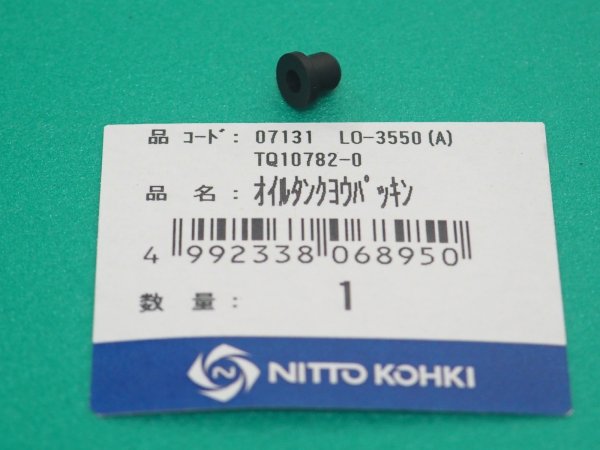 品 ｺｰﾄﾞ: 07131 LO-3550(A)
TQ10782-0
品 名: ｵｲﾙﾀﾝｸﾖｳﾊﾟｯｷﾝ
4 992338 068950
数 量: 1
NITTO KOHKI